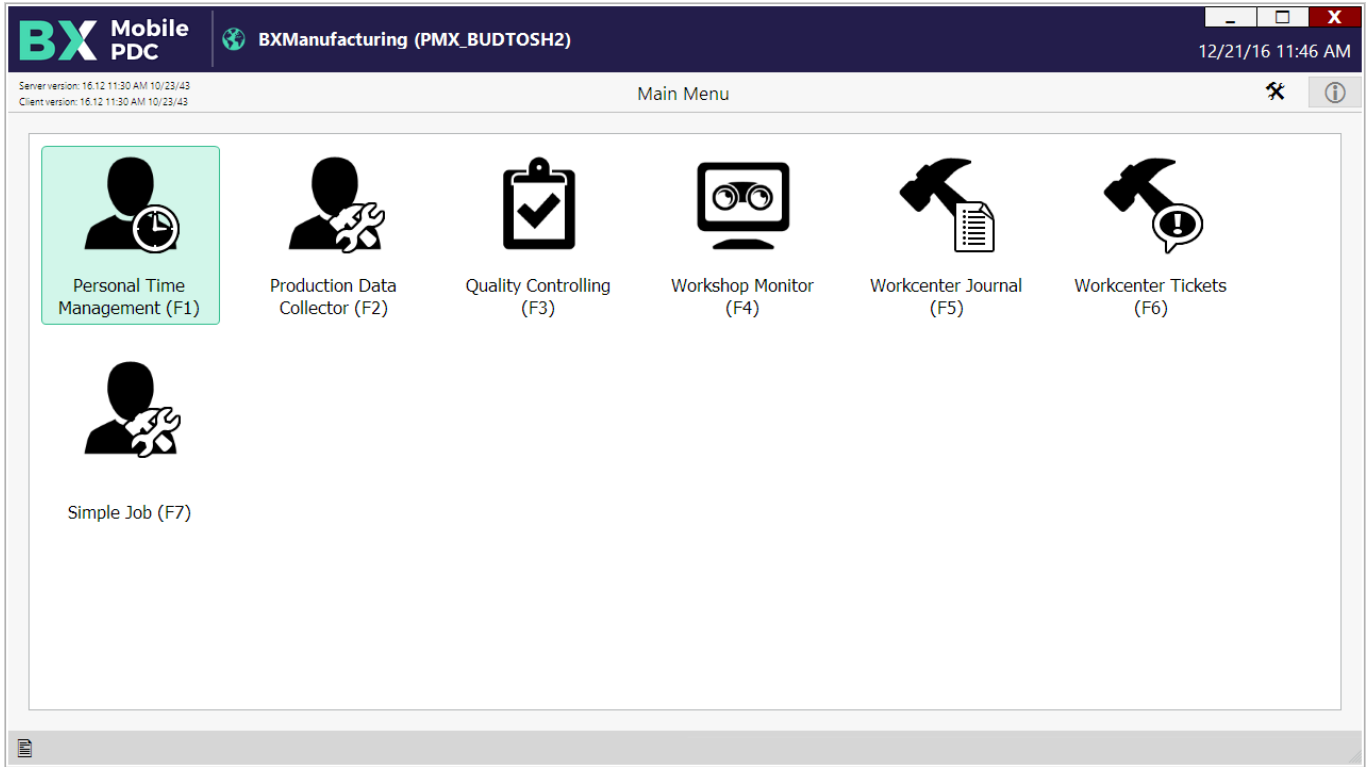 BX Mobile PDC
BXManufacturing (PMX_BUDTOSH2)
12/21/16 11:46 AM
Server version: 16.12 11:30 AM 10/23/43
Client version: 16.12 11:30 AM 10/23/43
Main Menu
Personal Time
Management (F1)
Production Data
Collector (F2)
Quality Controlling
(F3)
Workshop Monitor
(F4)
Workcenter Journal
(F5)
Workcenter Tickets
(F6)
Simple Job (F7)